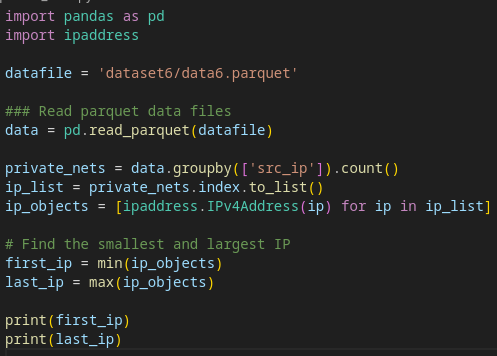 import pandas as pd
import ipaddress

datafile = 'dataset6/data6.parquet'

### Read parquet data files
data = pd.read_parquet(datafile)

private_nets = data.groupby(['src_ip']).count()
ip_list = private_nets.index.to_list()
ip_objects = [ipaddress.IPv4Address(ip) for ip in ip_list]

# Find the smallest and largest IP
first_ip = min(ip_objects)
last_ip = max(ip_objects)

print(first_ip)
print(last_ip)